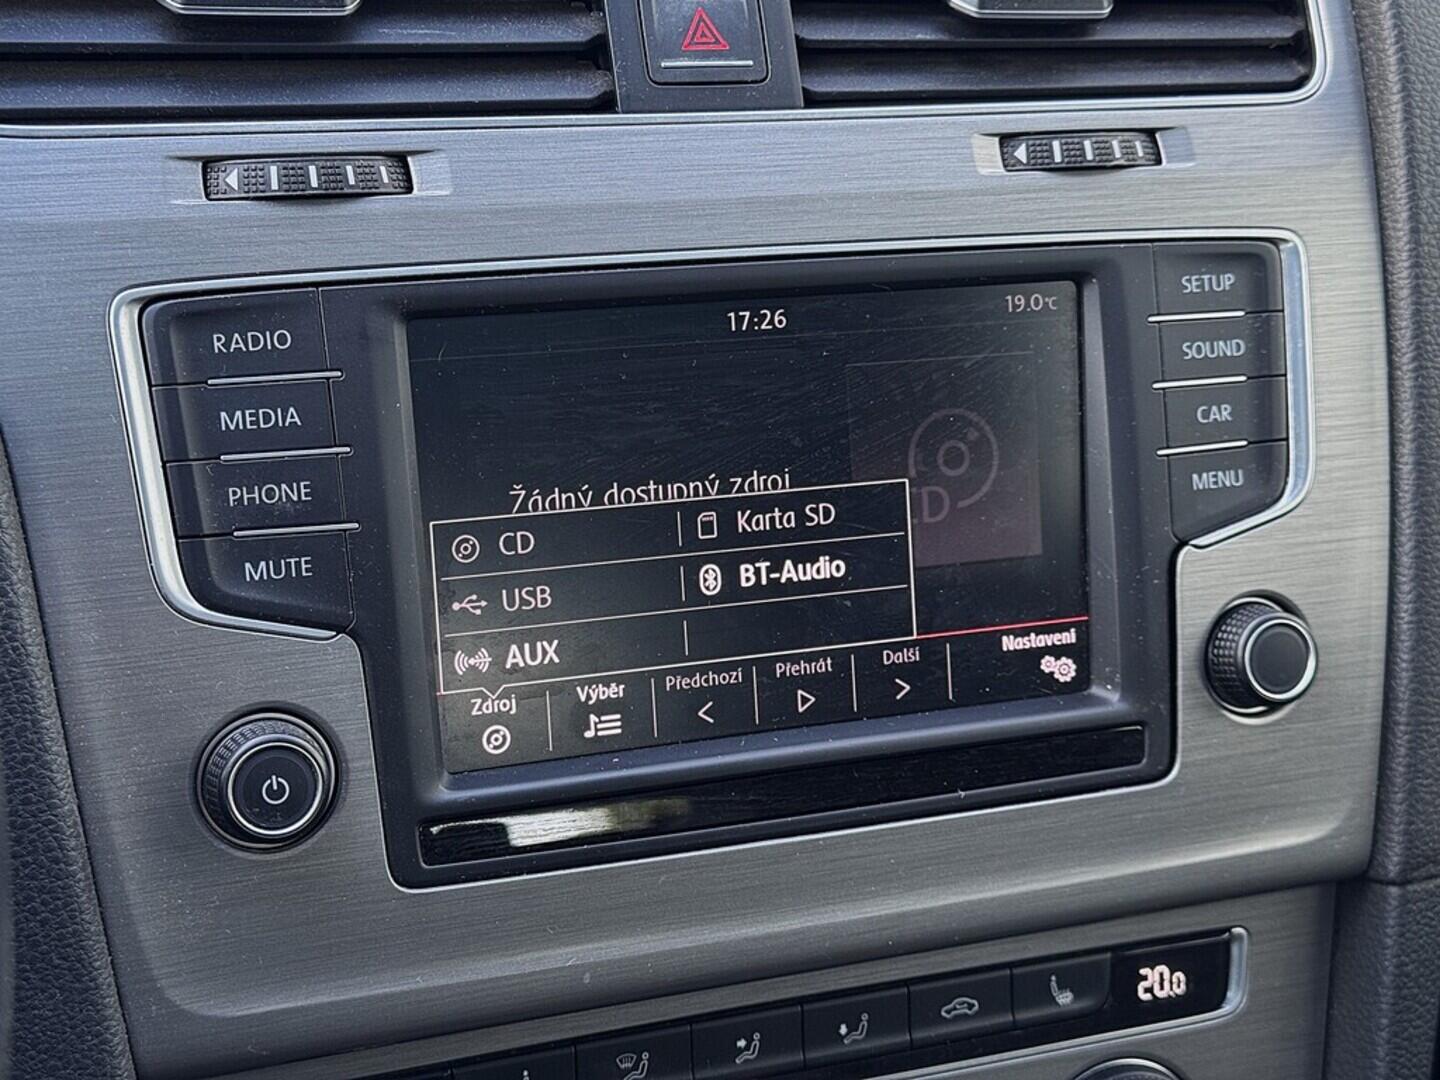 RADIO
MEDIA
PHONE
MUTE
17:26
19.0°C
Žádný dostupný zdroj
CD
Karta SD
USB
BT-Audio
AUX
Zdroj
Výběr
Předchozí
Přehrát
Další
Nastavení
SETUP
SOUND
CAR
MENU
20.0